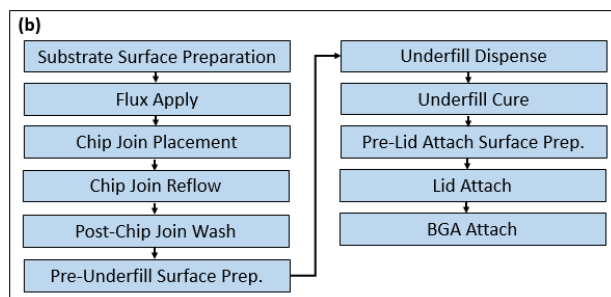 (b)
Substrate Surface Preparation
Flux Apply
Chip Join Placement
Chip Join Reflow
Post-Chip Join Wash
Pre-Underfill Surface Prep.
Underfill Dispense
Underfill Cure
Pre-Lid Attach Surface Prep.
Lid Attach
BGA Attach